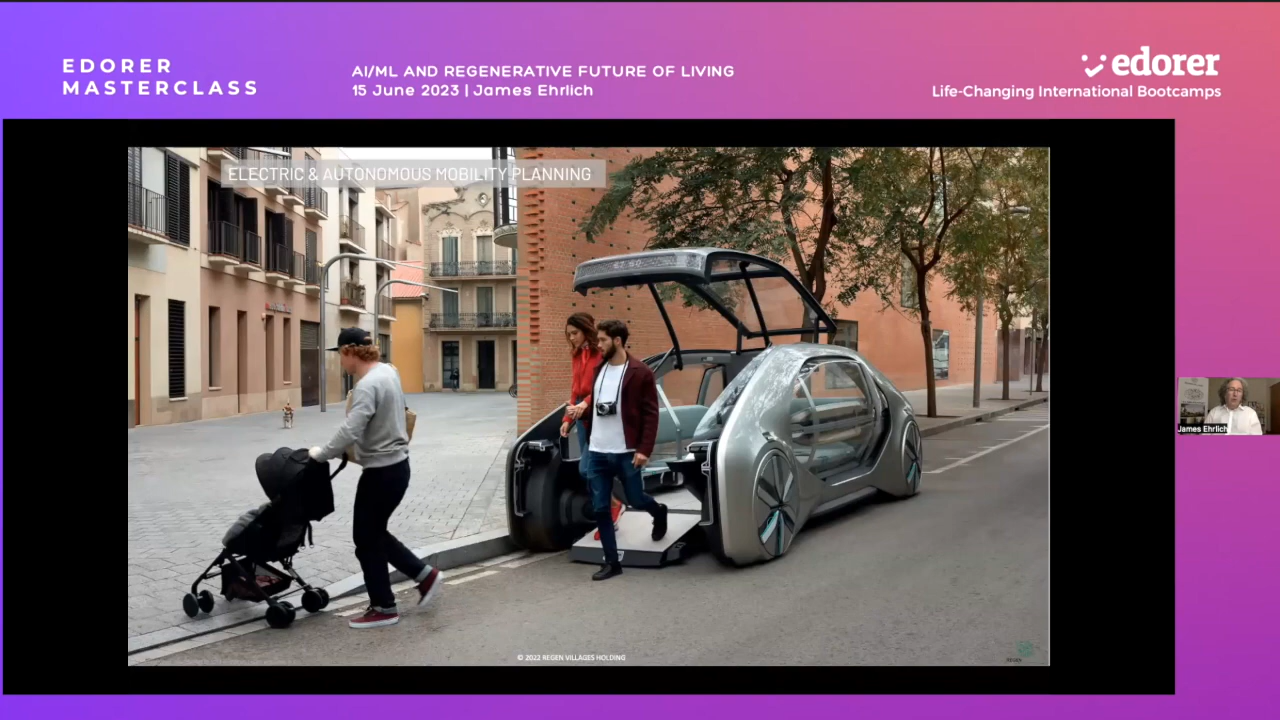 EDORER
MASTERCLASS
AI/ML AND REGENERATIVE FUTURE OF LIVING
15 June 2023 | James Ehrlich
edorer
Life-Changing International Bootcamps
ELECTRIC & AUTONOMOUS MOBILITY PLANNING
James Ehrlich
© 2022 REGEN VILLAGES HOLDING